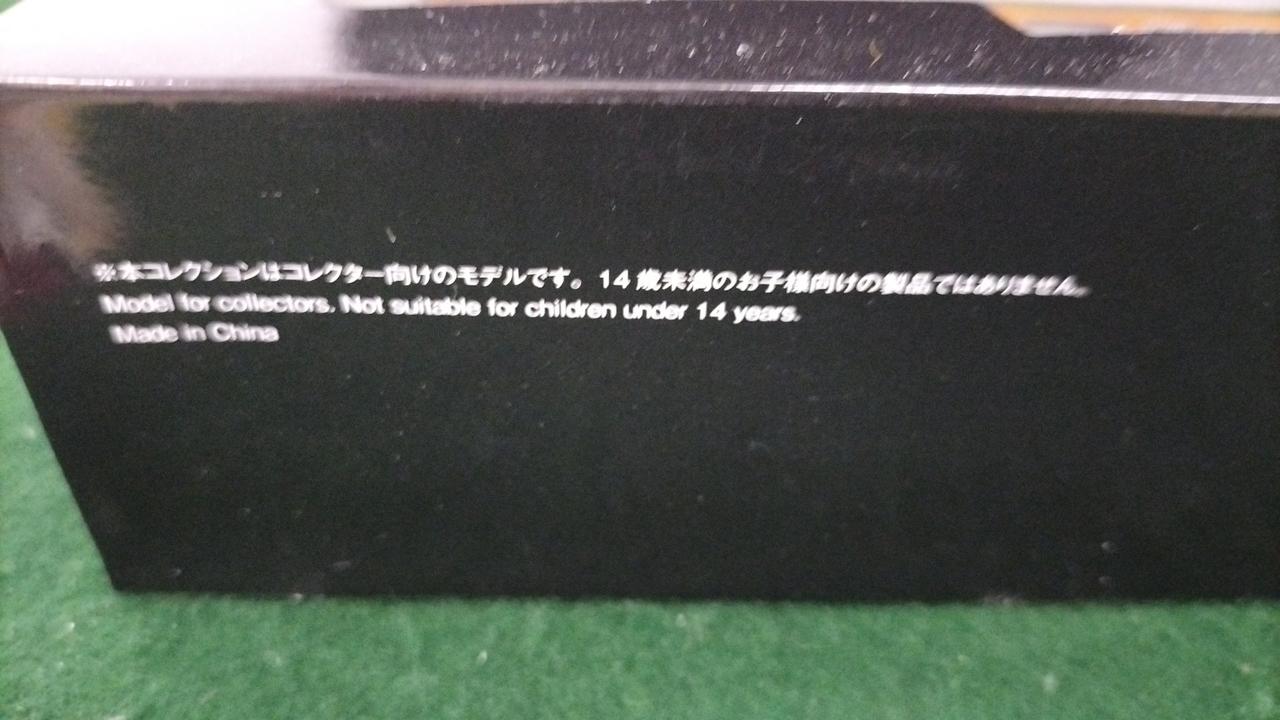 ※本コレクションはコレクター向けのモデルです。14歳未満のお子様向けの製品ではありません。
Model for collectors. Not suitable for children under 14 years.
Made in China